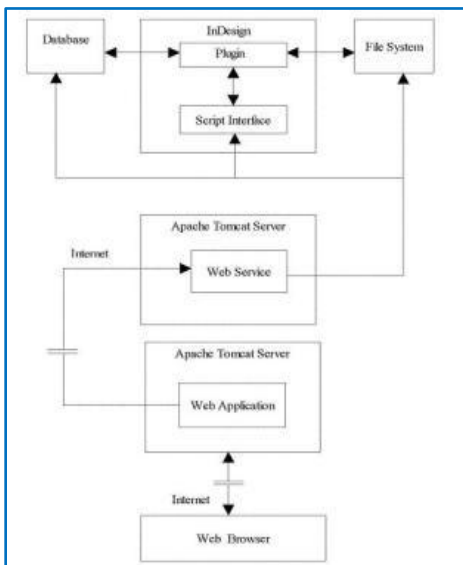 InDesign
Database
Plugin
File System
Script Interface
Apache Tomcat Server
Internet
Web Service
Apache Tomcat Server
Web Application
Internet
Web Browser